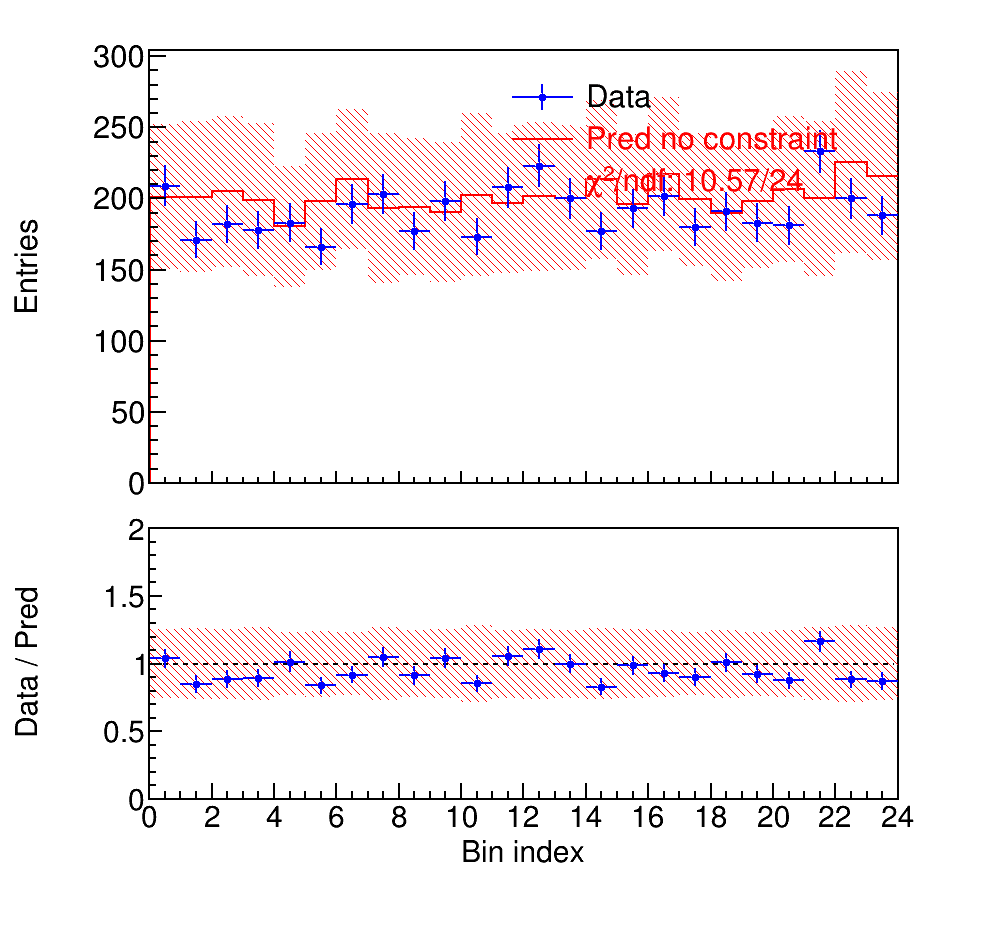 300
250
200
150
100
50
0
Entries
Data
Pred no constraint
χ²/ndf: 10.57/24
2
1.5
1
0.5
0
Data / Pred
0 2 4 6 8 10 12 14 16 18 20 22 24
Bin index